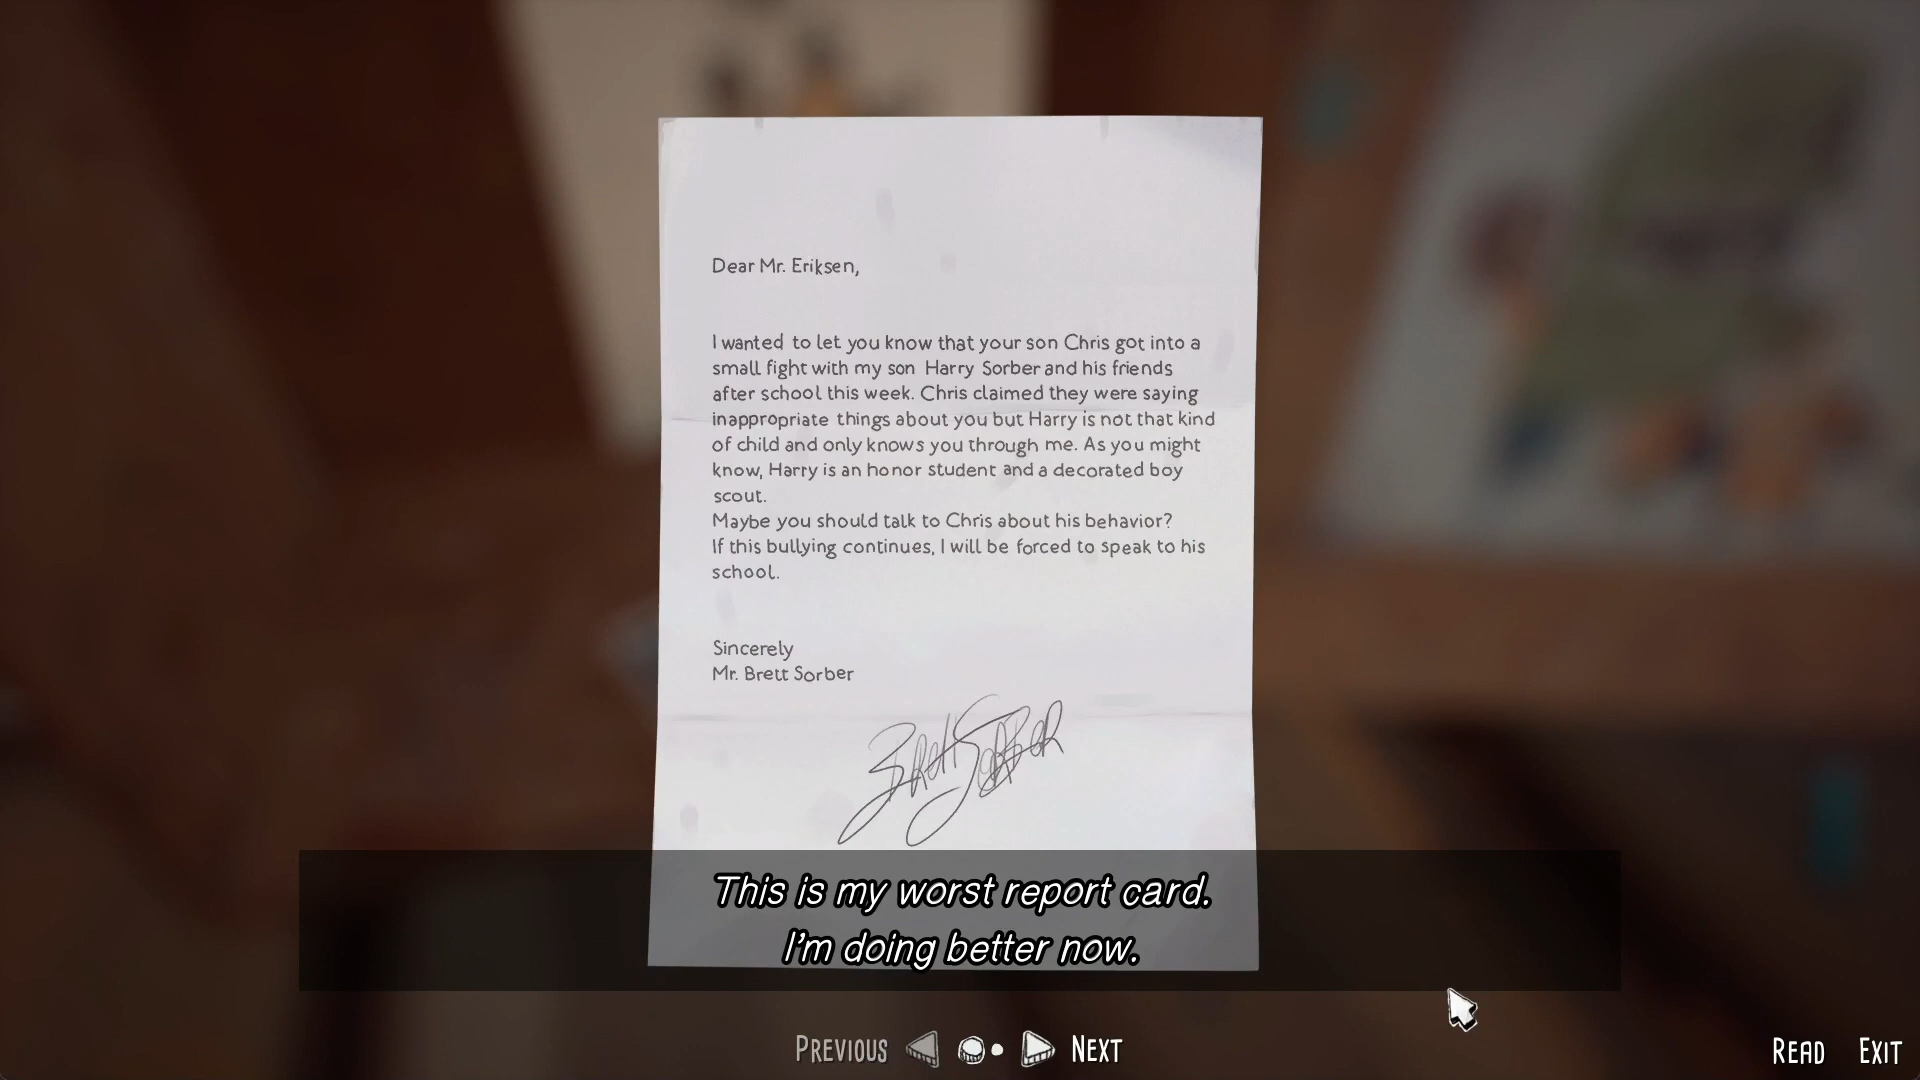 Dear Mr. Eriksen,
I wanted to let you know that your son Chris got into a
small fight with my son Harry Sorber and his friends
after school this week. Chris claimed they were saying
inappropriate things about you but Harry is not that kind
of child and only knows you through me. As you might
know, Harry is an honor student and a decorated boy
scout.
Maybe you should talk to Chris about his behavior?
If this bullying continues, I will be forced to speak to his
school.
Sincerely
Mr. Brett Sorber
Brett Sorber
This is my worst report card.
I'm doing better now.
PREVIOUS NEXT
READ EXIT